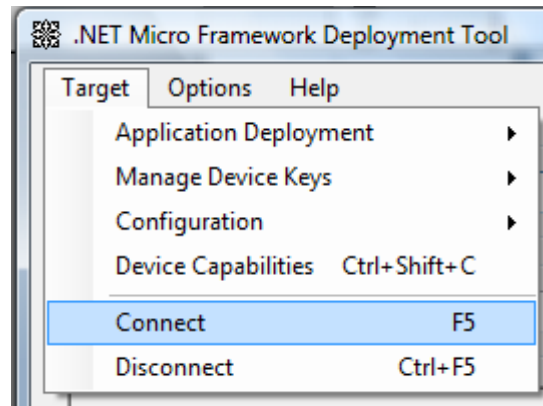 .NET Micro Framework Deployment Tool
Target Options Help
Application Deployment
Manage Device Keys
Configuration
Device Capabilities Ctrl+Shift+C
Connect F5
Disconnect Ctrl+F5